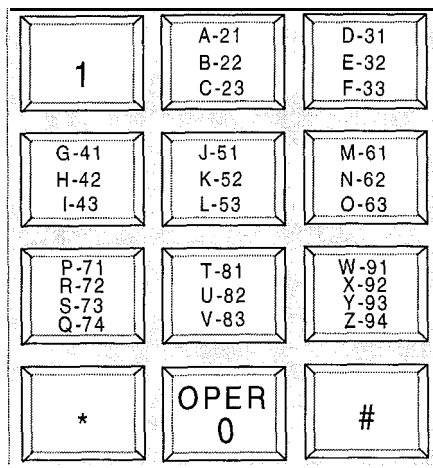 1
A-21
B-22
C-23
D-31
E-32
F-33
G-41
H-42
I-43
J-51
K-52
L-53
M-61
N-62
O-63
P-71
R-72
S-73
Q-74
T-81
U-82
V-83
W-91
X-92
Y-93
Z-94
*
OPER
0
#